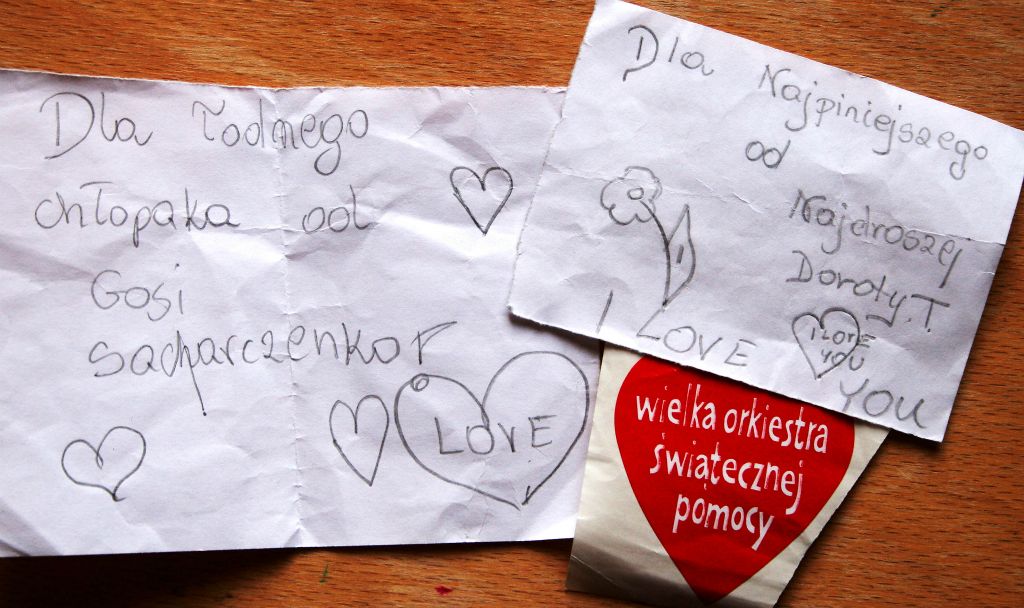 Dla Todnego
chłopaka od
Gosi
sacharczenkor
LOVE
Dla Najpiniejszego
od
Najdroszej
Doroty.T.
I LOVE
YOU
I LOVE
YOU
wielka orkiestra
świątecznej
pomocy